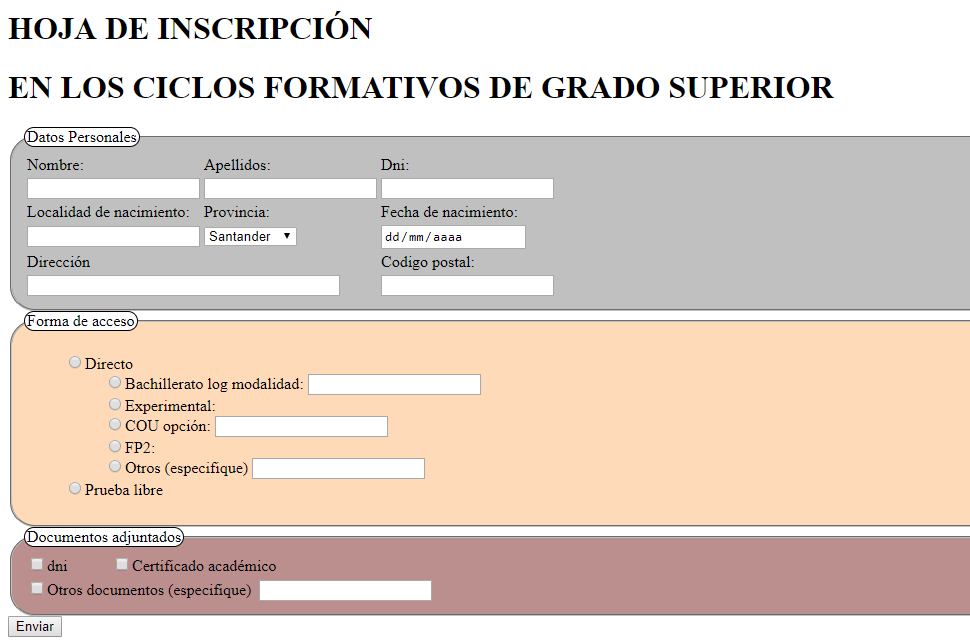 HOJA DE INSCRIPCIÓN
EN LOS CICLOS FORMATIVOS DE GRADO SUPERIOR
Datos Personales
Nombre: Apellidos: Dni:
Localidad de nacimiento: Provincia: Fecha de nacimiento:
Santander dd/mm/aaaa
Dirección Codigo postal:
Forma de acceso
Directo
Bachillerato log modalidad:
Experimental:
COU opción:
FP2:
Otros (especifique)
Prueba libre
Documentos adjuntados
dni Certificado académico
Otros documentos (especifique)
Enviar